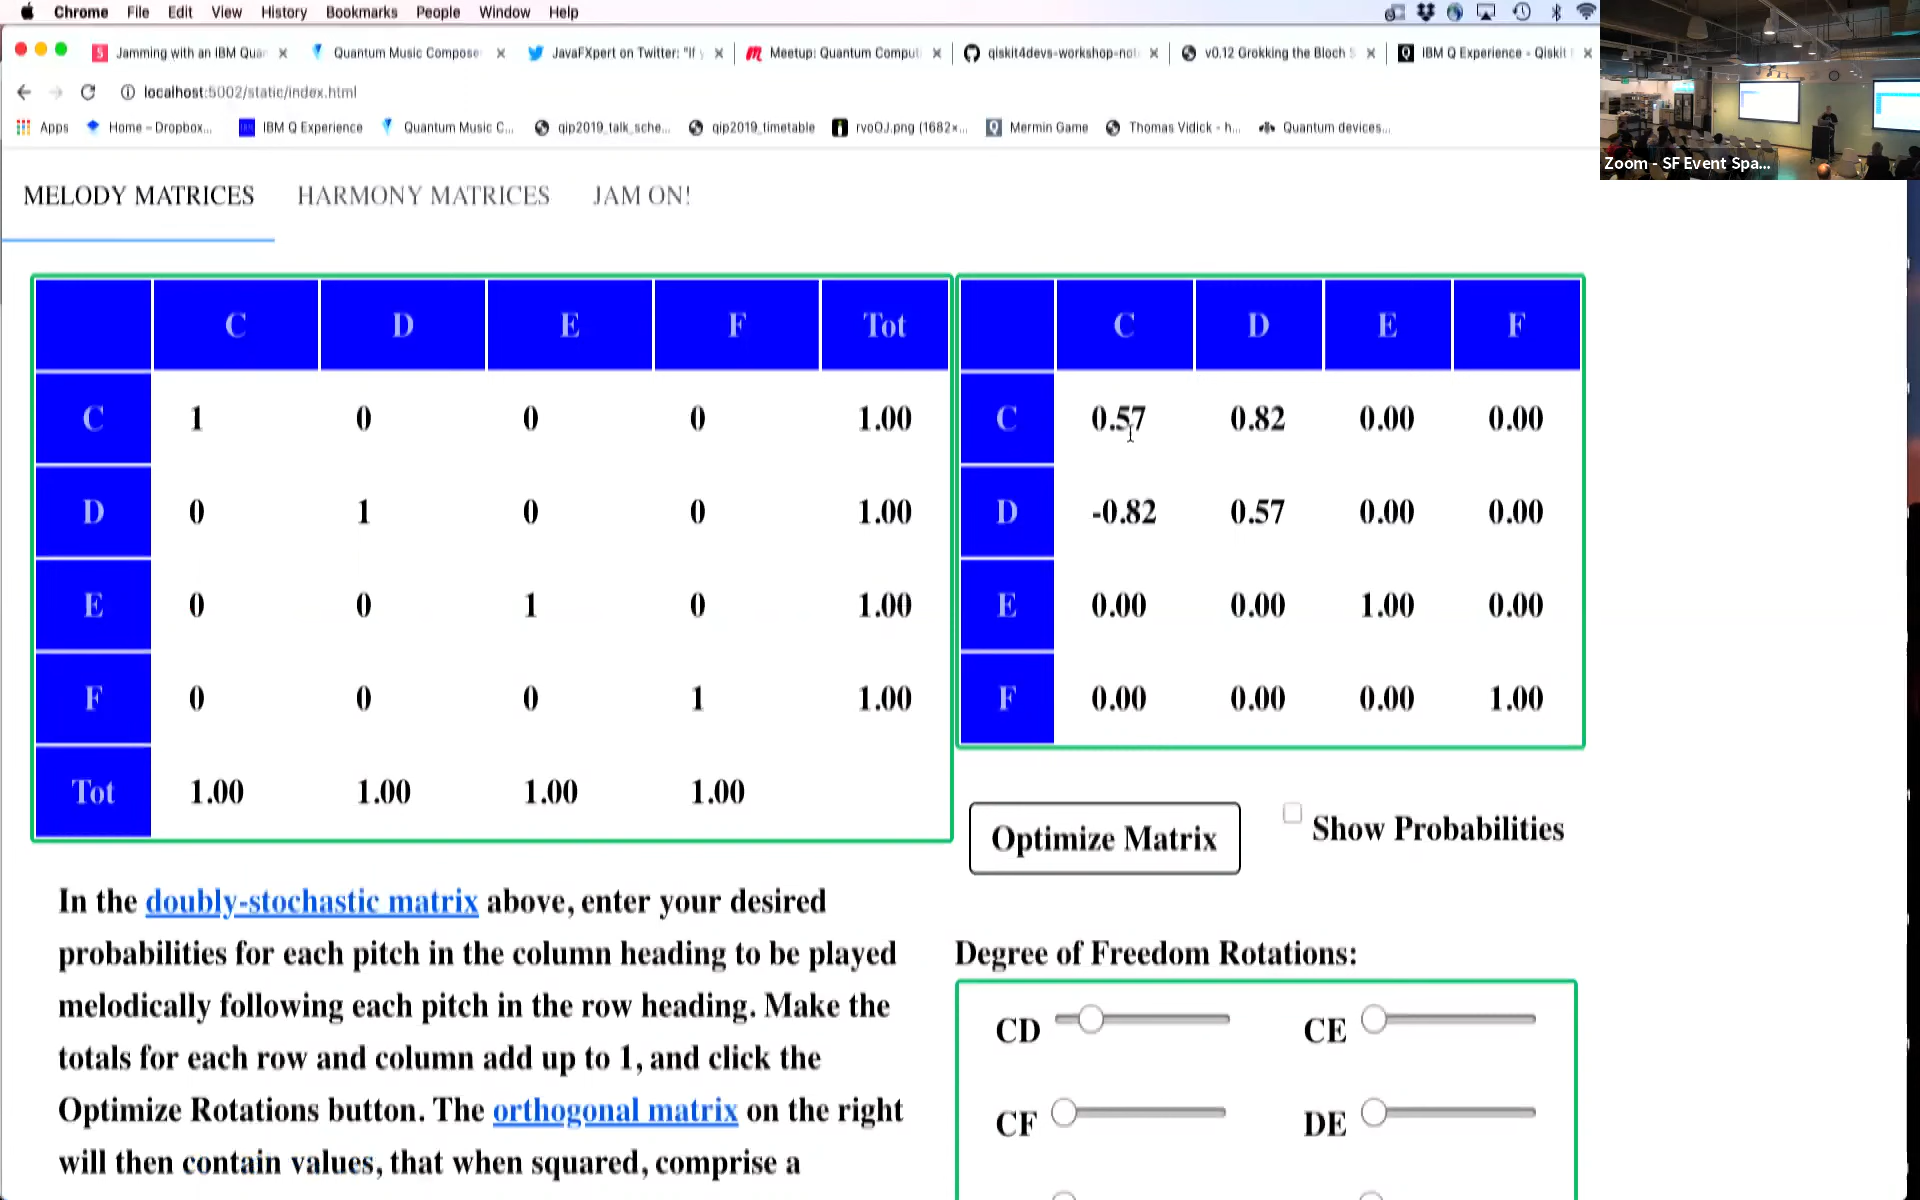 Chrome File Edit View History Bookmarks People Window Help
Jamming with an IBM Qua Quantum Music Compose JavaFXpert on Twitter: "If y Meetup: Quantum Comput qiskit4devs-workshop-not v0.12 Grokking the Bloch S IBM Q Experience - Qiskit
localhost:5002/static/index.html
Apps Home – Dropbox... IBM Q Experience Quantum Music C... qip2019_talk_sche... qip2019_timetable rvoOJ.png (1682×... Mermin Game Thomas Vidick - h... Quantum devices...
Zoom - SF Event Spa...
MELODY MATRICES HARMONY MATRICES JAM ON!
C D E F Tot
C 1 0 0 0 1.00
D 0 1 0 0 1.00
E 0 0 1 0 1.00
F 0 0 0 1 1.00
Tot 1.00 1.00 1.00 1.00
C D E F
C 0.57 0.82 0.00 0.00
D -0.82 0.57 0.00 0.00
E 0.00 0.00 1.00 0.00
F 0.00 0.00 0.00 1.00
Optimize Matrix Show Probabilities
In the doubly-stochastic matrix above, enter your desired
probabilities for each pitch in the column heading to be played
melodically following each pitch in the row heading. Make the
totals for each row and column add up to 1, and click the
Optimize Rotations button. The orthogonal matrix on the right
will then contain values, that when squared, comprise a
Degree of Freedom Rotations:
CD CE
CF DE